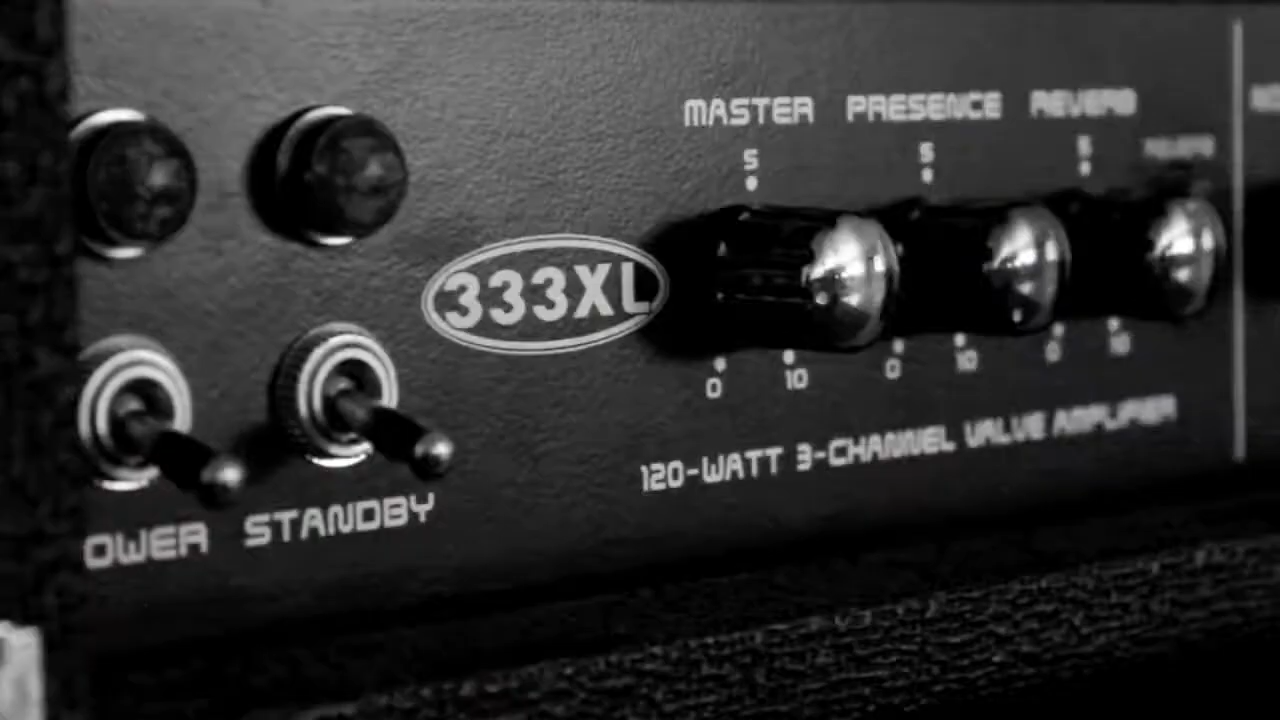 MASTER PRESENCE REVERB
5 5 5
333XL
0 10 0 10 0 10
120-WATT 3-CHANNEL VALVE AMPLIFIER
OWER STANDBY